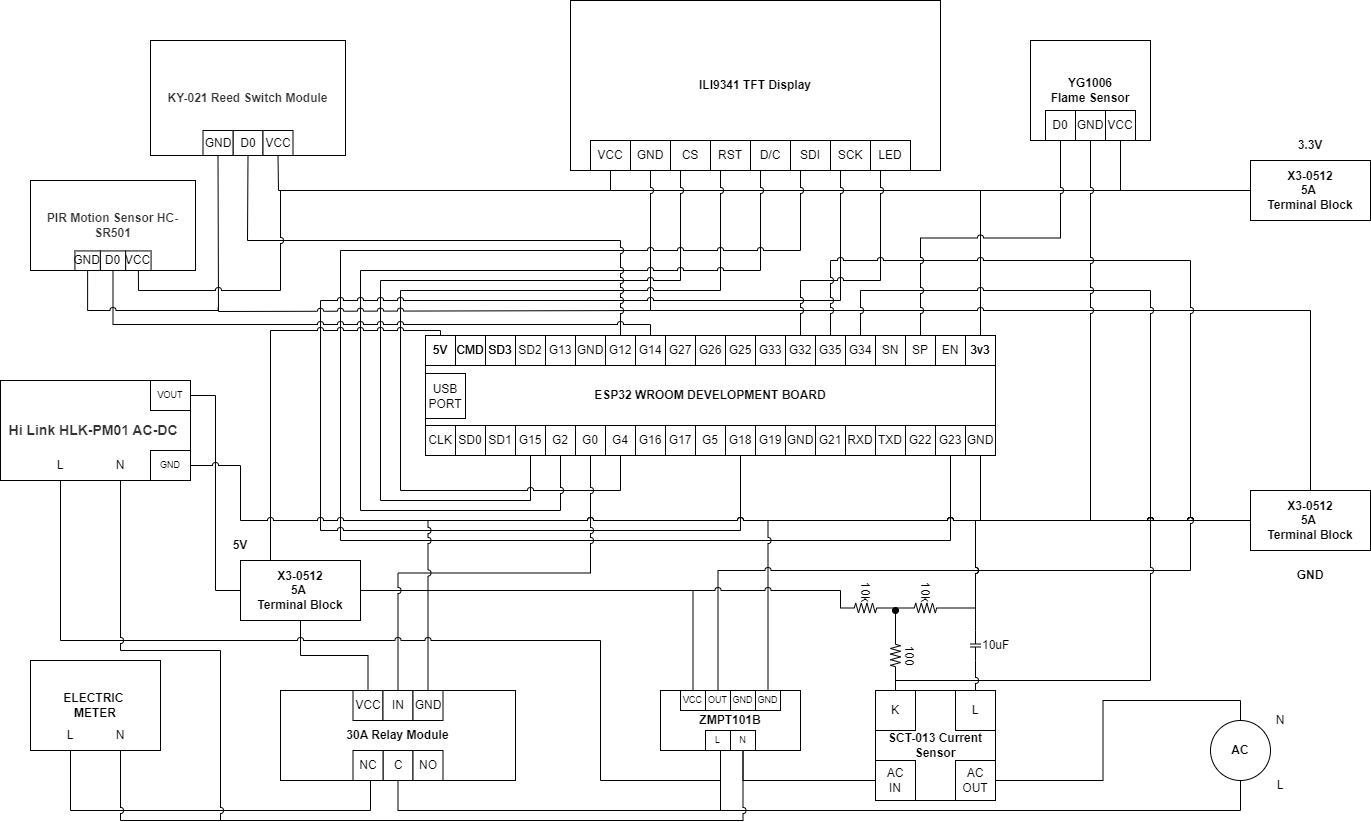 ILI9341 TFT Display
VCC GND CS RST D/C SDI SCK LED
KY-021 Reed Switch Module
GND D0 VCC
YG1006
Flame Sensor
D0 GND VCC
3.3V
X3-0512
5A
Terminal Block
PIR Motion Sensor HC-
SR501
GND D0 VCC
5V CMD SD3 SD2 G13 GND G12 G14 G27 G26 G25 G33 G32 G35 G34 SN SP EN 3v3
USB
PORT
ESP32 WROOM DEVELOPMENT BOARD
CLK SD0 SD1 G15 G2 G0 G4 G16 G17 G5 G18 G19 GND G21 RXD TXD G22 G23 GND
VOUT
Hi Link HLK-PM01 AC-DC
L N GND
X3-0512
5A
Terminal Block
GND
5V
X3-0512
5A
Terminal Block
10k
10k
100
10uF
ELECTRIC
METER
L N
VCC IN GND
30A Relay Module
NC C NO
VCC OUT GND GND
ZMPT101B
L N
K L
SCT-013 Current
Sensor
AC
IN
AC
OUT
N
AC
L